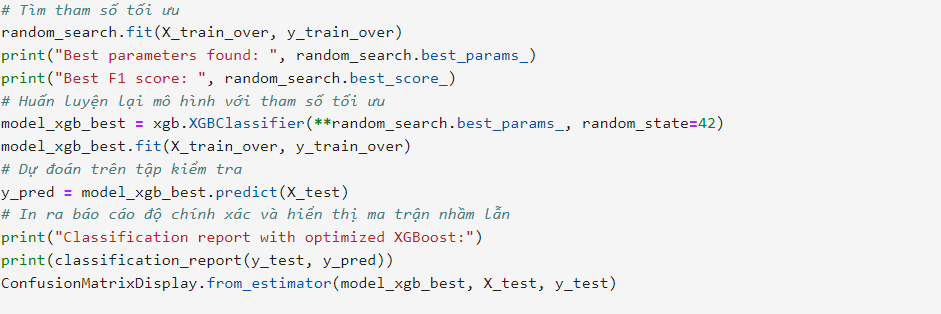 # Tìm tham số tối ưu
random_search.fit(X_train_over, y_train_over)
print("Best parameters found: ", random_search.best_params_)
print("Best F1 score: ", random_search.best_score_)
# Huấn luyện lại mô hình với tham số tối ưu
model_xgb_best = xgb.XGBClassifier(**random_search.best_params_, random_state=42)
model_xgb_best.fit(X_train_over, y_train_over)
# Dự đoán trên tập kiểm tra
y_pred = model_xgb_best.predict(X_test)
# In ra báo cáo độ chính xác và hiển thị ma trận nhầm lẫn
print("Classification report with optimized XGBoost:")
print(classification_report(y_test, y_pred))
ConfusionMatrixDisplay.from_estimator(model_xgb_best, X_test, y_test)